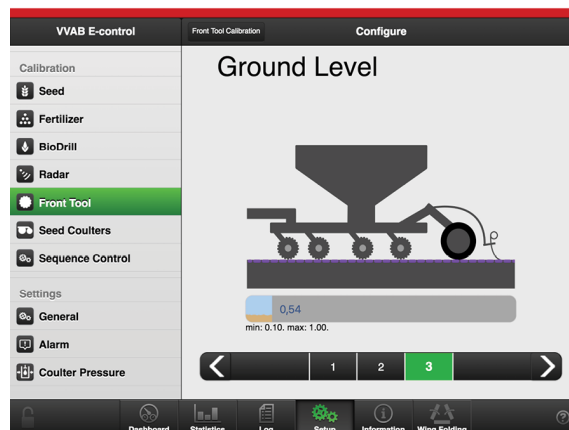 VVAB E-control
Front Tool Calibration
Configure
Calibration
Seed
Fertilizer
BioDrill
Radar
Front Tool
Seed Coulters
Sequence Control
Settings
General
Alarm
Coulter Pressure
Ground Level
0,54
min: 0.10. max: 1.00.
1 2 3
Dashboard Statistics Log Setup Information Wing Folding